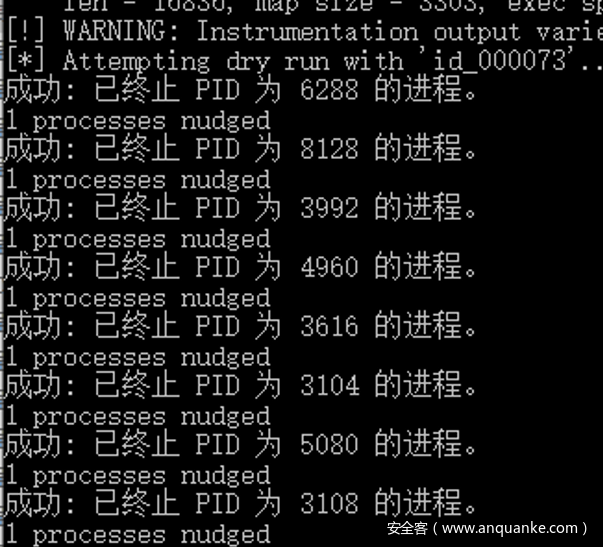 len - 16836, map size - 3303, exec sp
[!] WARNING: Instrumentation output varie
[*] Attempting dry run with 'id_000073'..
成功: 已终止 PID 为 6288 的进程。
1 processes nudged
成功: 已终止 PID 为 8128 的进程。
1 processes nudged
成功: 已终止 PID 为 3992 的进程。
1 processes nudged
成功: 已终止 PID 为 4960 的进程。
1 processes nudged
成功: 已终止 PID 为 3616 的进程。
1 processes nudged
成功: 已终止 PID 为 3104 的进程。
1 processes nudged
成功: 已终止 PID 为 5080 的进程。
1 processes nudged
成功: 已终止 PID 为 3108 的进程。
1 processes nudged
安全客（www.anquanke.com）